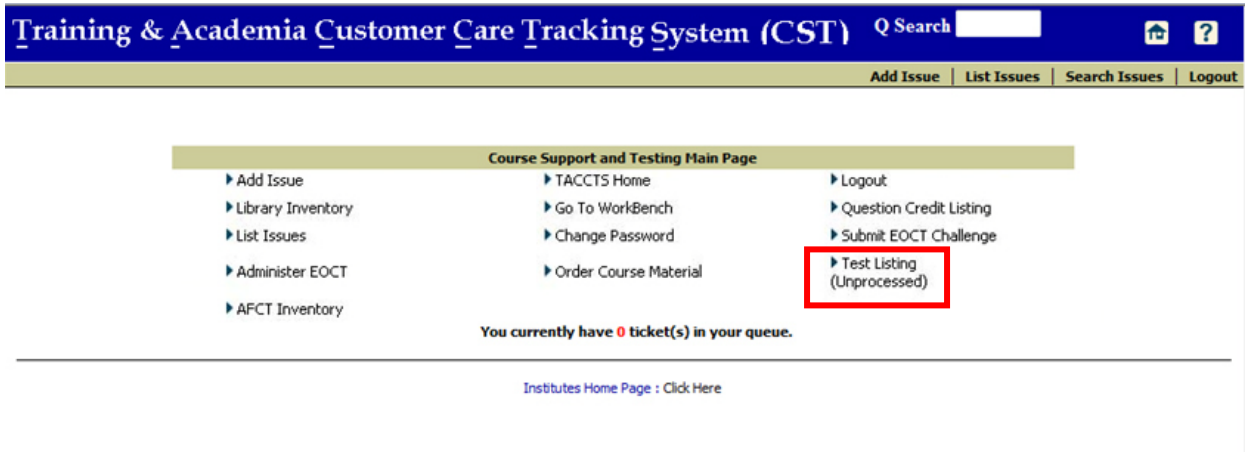 Training & Academia Customer Care Tracking System (CST) Q Search
Add Issue | List Issues | Search Issues | Logout
Course Support and Testing Main Page
Add Issue TACCTS Home Logout
Library Inventory Go To WorkBench Question Credit Listing
List Issues Change Password Submit EOCT Challenge
Administer EOCT Order Course Material Test Listing
(Unprocessed)
AFCT Inventory
You currently have 0 ticket(s) in your queue.
Institutes Home Page : Click Here